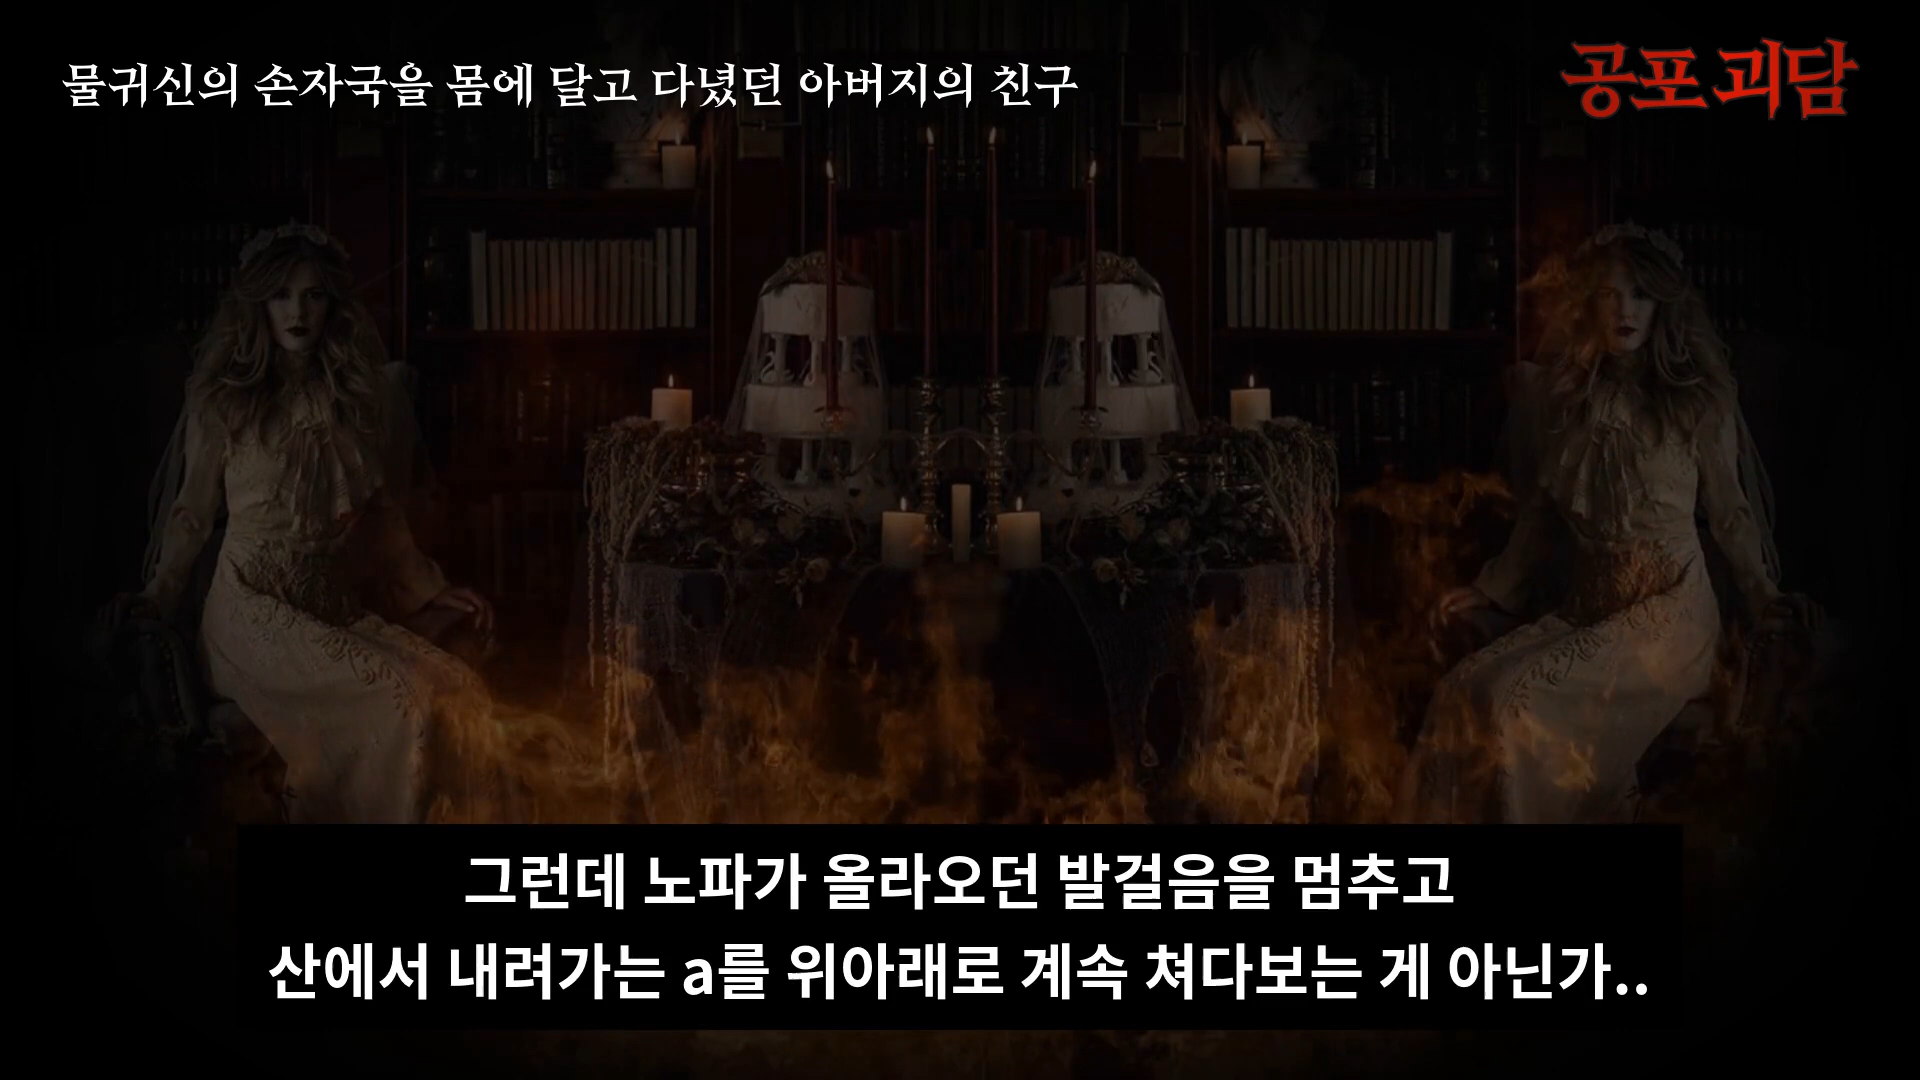 물귀신의 손자국을 몸에 달고 다녔던 아버지의 친구
공포 괴담
그런데 노파가 올라오던 발걸음을 멈추고
산에서 내려가는 a를 위아래로 계속 쳐다보는 게 아닌가..